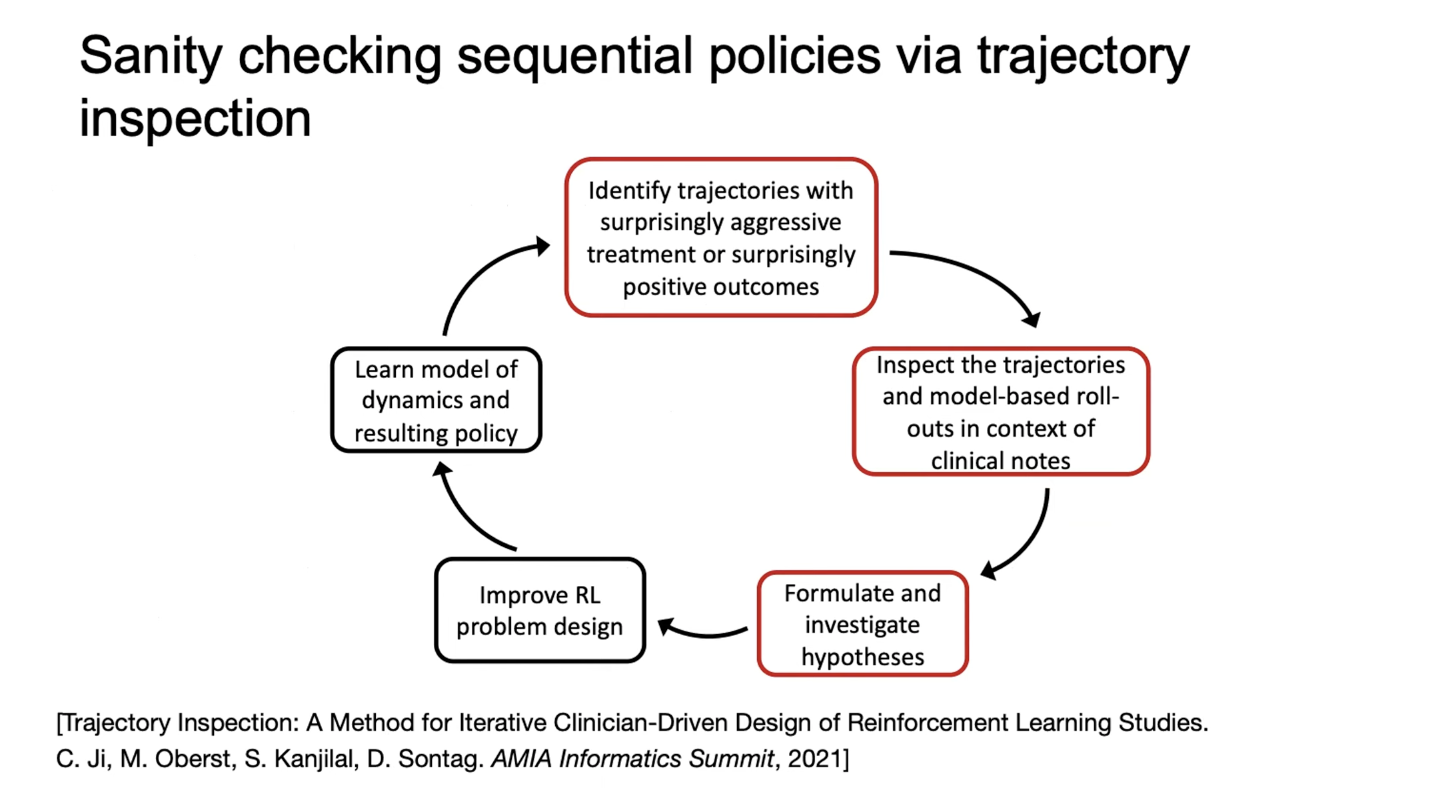 Sanity checking sequential policies via trajectory
inspection
Identify trajectories with
surprisingly aggressive
treatment or surprisingly
positive outcomes
Inspect the trajectories
and model-based roll-
outs in context of
clinical notes
Formulate and
investigate
hypotheses
Improve RL
problem design
Learn model of
dynamics and
resulting policy
[Trajectory Inspection: A Method for Iterative Clinician-Driven Design of Reinforcement Learning Studies.
C. Ji, M. Oberst, S. Kanjilal, D. Sontag. AMIA Informatics Summit, 2021]